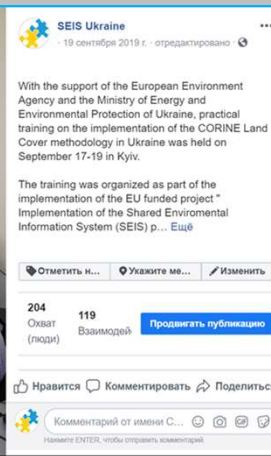 SEIS Ukraine
19 сентября 2019 г. · отредактировано ·
With the support of the European Environment
Agency and the Ministry of Energy and
Environmental Protection of Ukraine, practical
training on the implementation of the CORINE Land
Cover methodology in Ukraine was held on
September 17-19 in Kyiv.
The training was organized as part of the
implementation of the EU funded project "
Implementation of the Shared Enviromental
Information System (SEIS) p... Ещё
Отметить н... Укажите ме... Изменить
204
Охват
(люди)
119
Взаимодей
Продвигать публикацию
Нравится Комментировать Поделитьс
Комментарий от имени С... GIF
Нажмите ENTER, чтобы отправить комментарий.